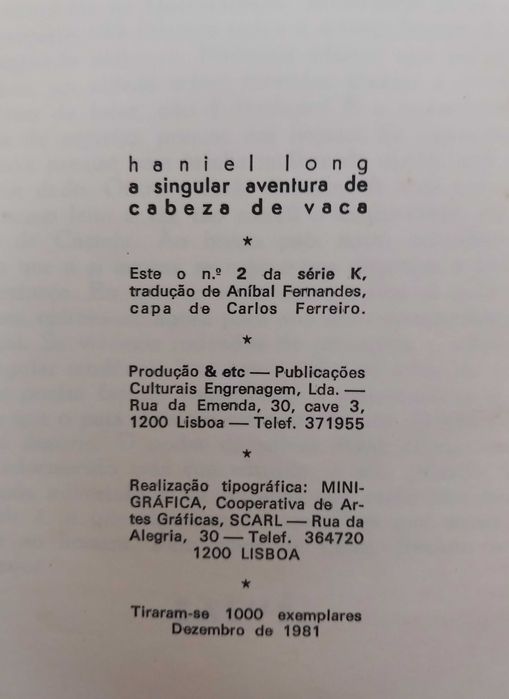 haniel long
a singular aventura de
cabeza de vaca
★
Este o n.º 2 da série K,
tradução de Aníbal Fernandes,
capa de Carlos Ferreiro.
★
Produção & etc — Publicações
Culturais Engrenagem, Lda. —
Rua da Emenda, 30, cave 3,
1200 Lisboa — Telef. 371955
★
Realização tipográfica: MINI-
GRÁFICA, Cooperativa de Ar-
tes Gráficas, SCARL — Rua da
Alegria, 30 — Telef. 364720
1200 LISBOA
★
Tiraram-se 1000 exemplares
Dezembro de 1981